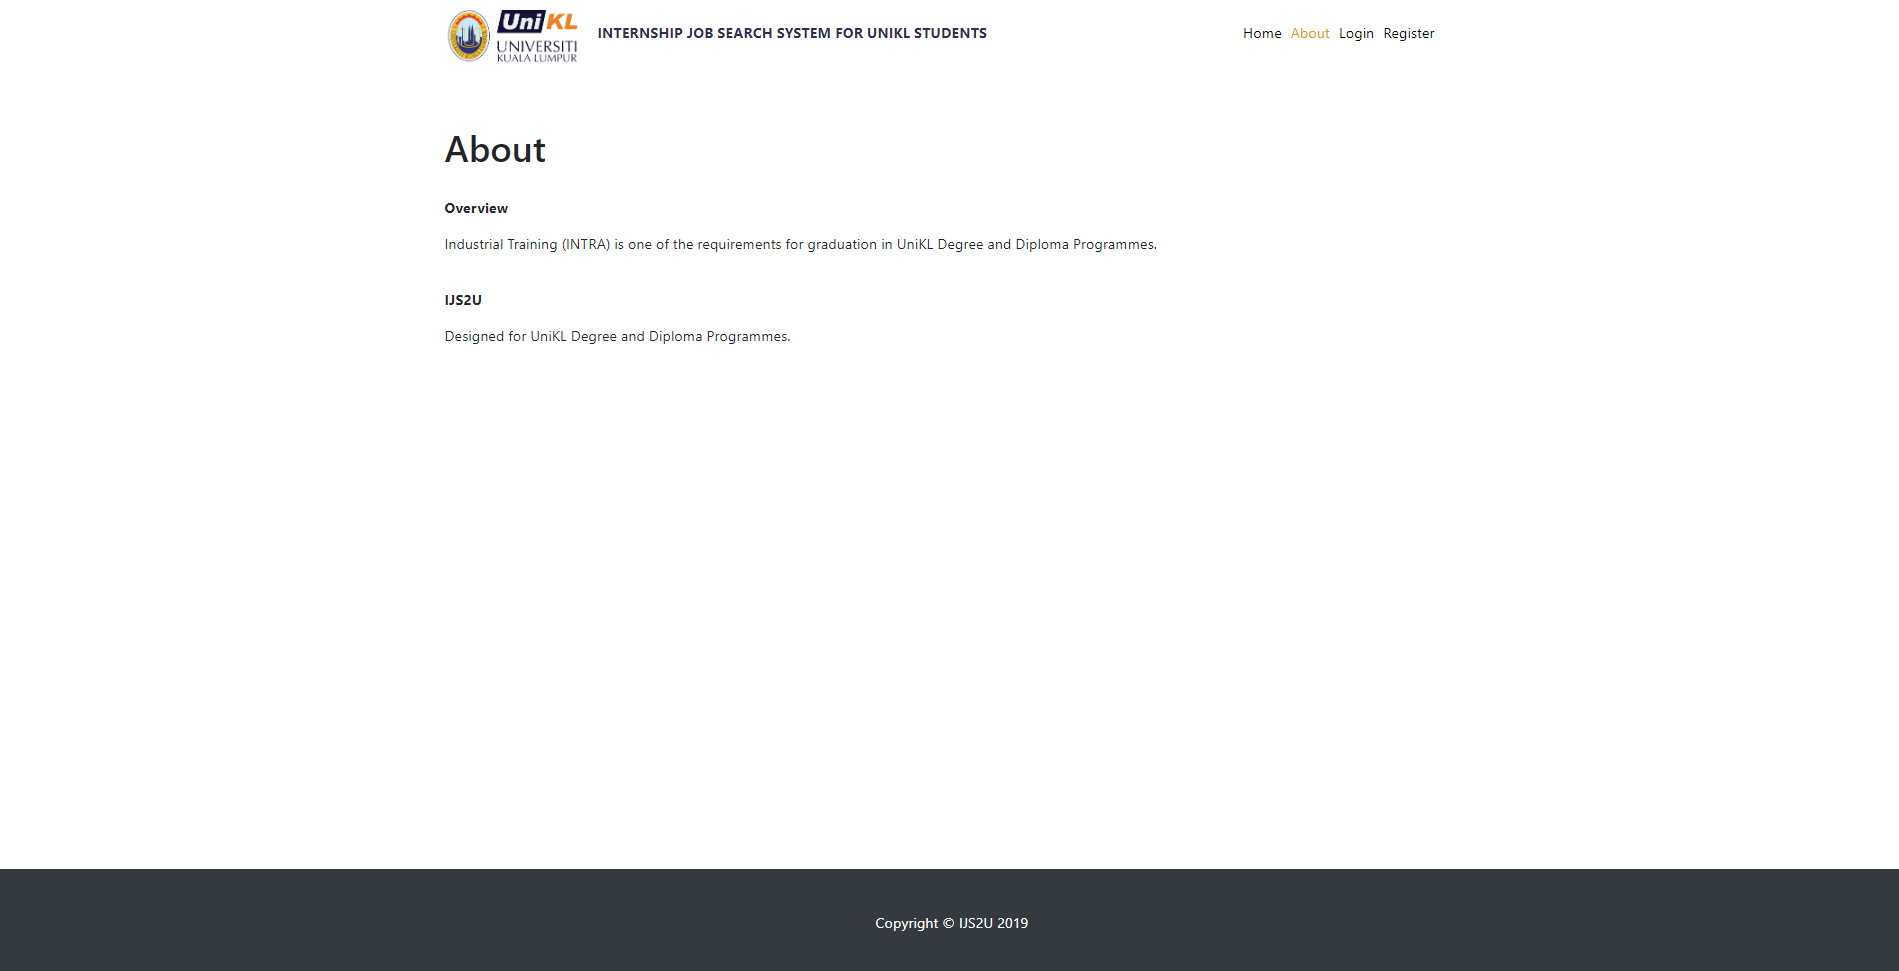 UniKL
UNIVERSITI
KUALA LUMPUR
INTERNSHIP JOB SEARCH SYSTEM FOR UNIKL STUDENTS
Home About Login Register
About
Overview
Industrial Training (INTRA) is one of the requirements for graduation in UniKL Degree and Diploma Programmes.
IJS2U
Designed for UniKL Degree and Diploma Programmes.
Copyright © IJS2U 2019